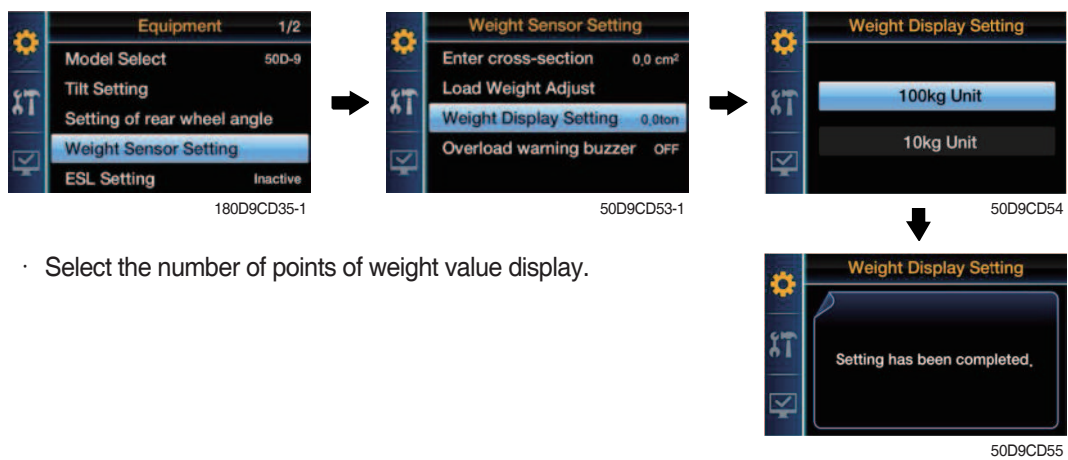 Equipment 1/2
Model Select 50D-9
Tilt Setting
Setting of rear wheel angle
Weight Sensor Setting
ESL Setting Inactive
180D9CD35-1
Weight Sensor Setting
Enter cross-section 0.0 cm²
Load Weight Adjust
Weight Display Setting 0.0ton
Overload warning buzzer OFF
50D9CD53-1
Weight Display Setting
100kg Unit
10kg Unit
50D9CD54
· Select the number of points of weight value display.
Weight Display Setting
Setting has been completed.
50D9CD55